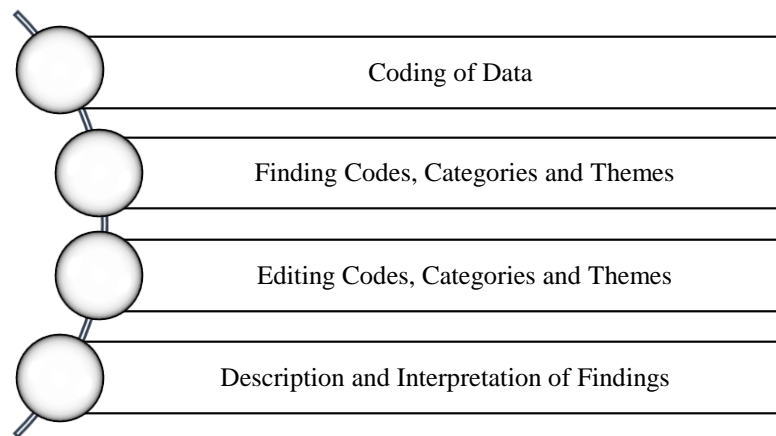 Coding of Data
Finding Codes, Categories and Themes
Editing Codes, Categories and Themes
Description and Interpretation of Findings